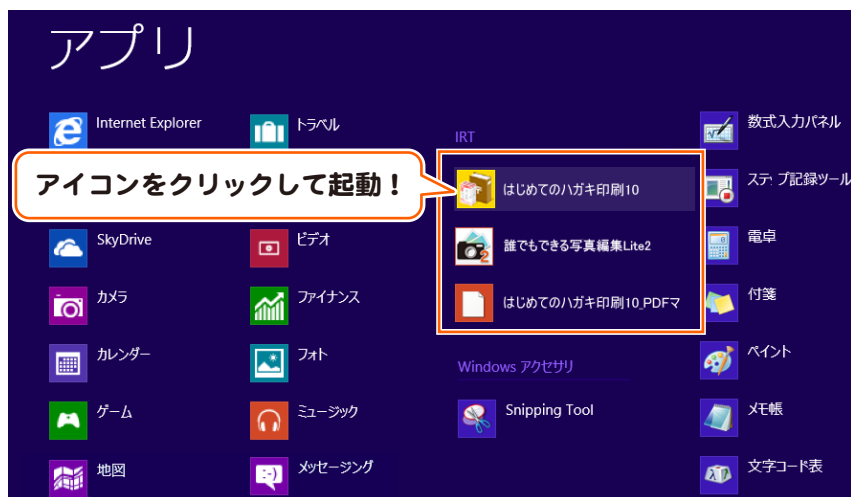 アプリ
Internet Explorer
アイコンをクリックして起動！
SkyDrive
カメラ
カレンダー
ゲーム
地図
トラベル
ビデオ
ファイナンス
フォト
ミュージック
メッセージング
IRT
はじめてのハガキ印刷10
誰でもできる写真編集Lite2
はじめてのハガキ印刷10_PDFマ
Windows アクセサリ
Snipping Tool
数式入力パネル
ステップ記録ツール
電卓
付箋
ペイント
メモ帳
文字コード表